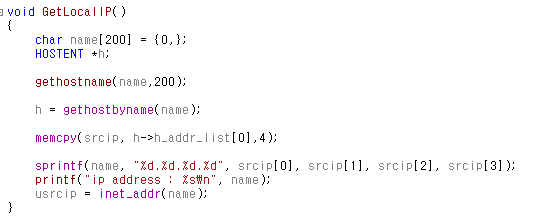 void GetLocalIP()
{
char name[200] = {0,};
HOSTENT *h;
gethostname(name,200);
h = gethostbyname(name);
memcpy(srcip, h->h_addr_list[0],4);
sprintf(name, "%d.%d.%d.%d", srcip[0], srcip[1], srcip[2], srcip[3]);
printf("ip address : %s₩n", name);
usrcip = inet_addr(name);
}